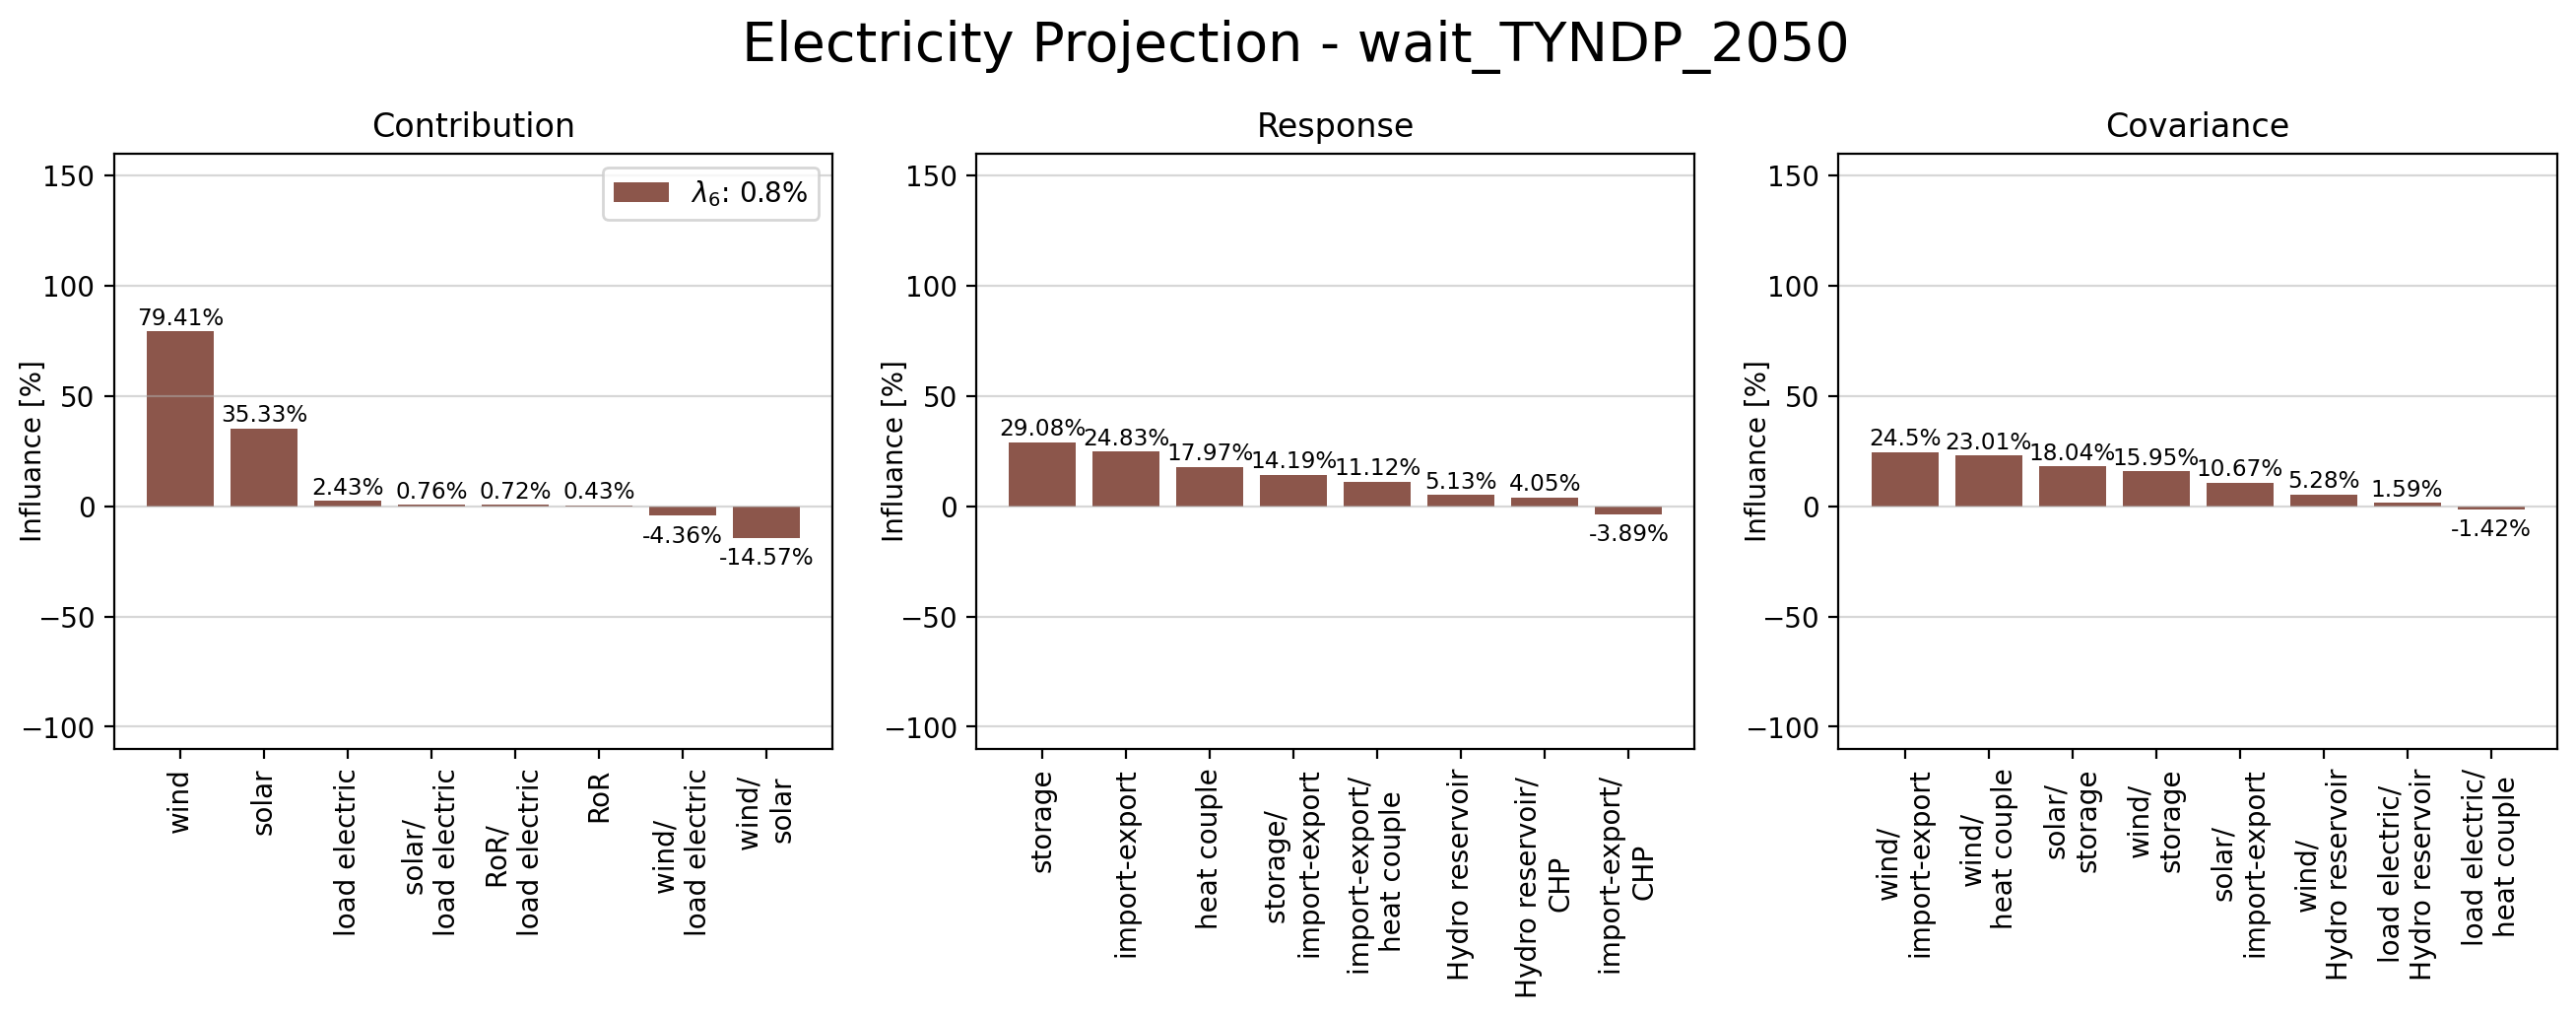 Electricity Projection - wait_TYNDP_2050
Contribution
Influance [%]
150
100
50
0
−50
−100
λ6: 0.8%
79.41%
35.33%
2.43%
0.76%
0.72%
0.43%
-4.36%
-14.57%
wind
solar
load electric
solar/
load electric
RoR/
load electric
RoR
wind/
load electric
wind/
solar
Response
Influance [%]
150
100
50
0
−50
−100
29.08%
24.83%
17.97%
14.19%
11.12%
5.13%
4.05%
-3.89%
storage
import-export
heat couple
storage/
import-export
import-export/
heat couple
Hydro reservoir
Hydro reservoir/
CHP
import-export/
CHP
Covariance
Influance [%]
150
100
50
0
−50
−100
24.5%
23.01%
18.04%
15.95%
10.67%
5.28%
1.59%
-1.42%
wind/
import-export
wind/
heat couple
solar/
storage
wind/
storage
solar/
import-export
wind/
Hydro reservoir
load electric/
Hydro reservoir
load electric/
heat couple